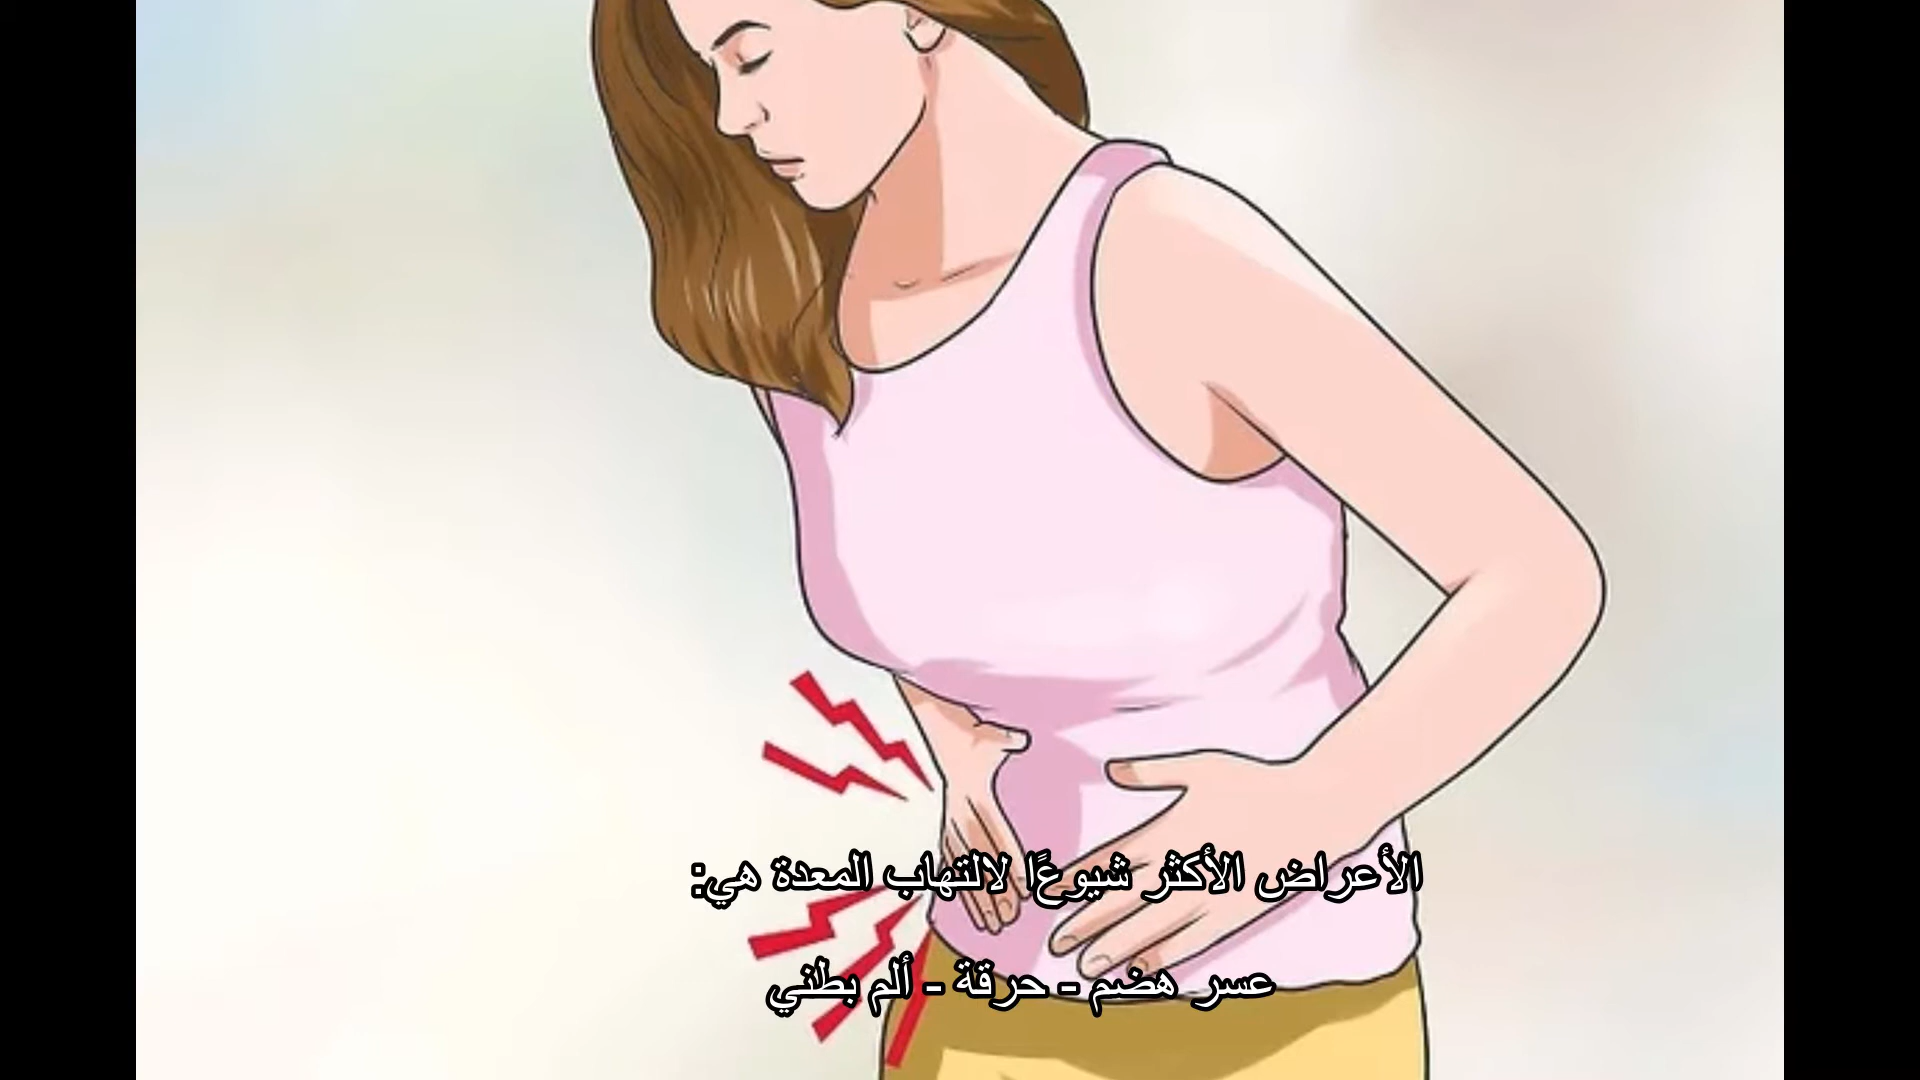 الأعراض الأكثر شيوعًا لالتهاب المعدة هي:
عسر هضم - حرقة - ألم بطني